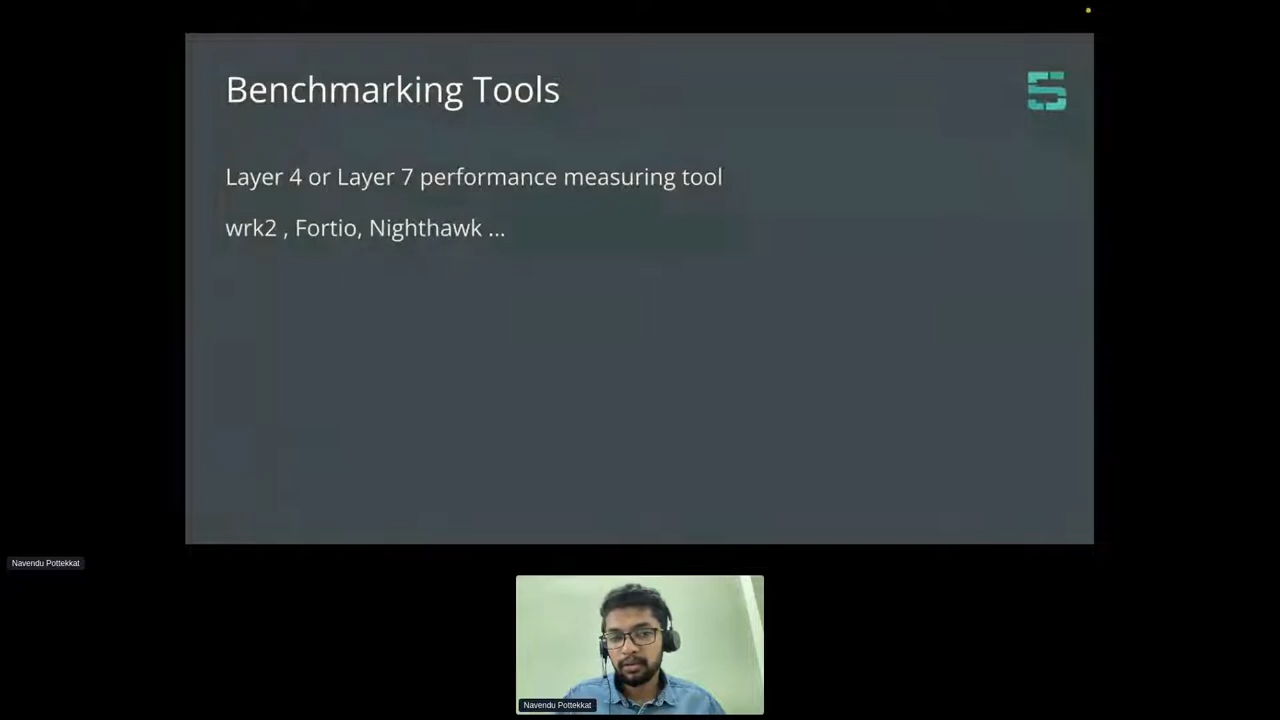 Benchmarking Tools
Layer 4 or Layer 7 performance measuring tool
wrk2 , Fortio, Nighthawk ...
Navendu Pottekkat
Navendu Pottekkat